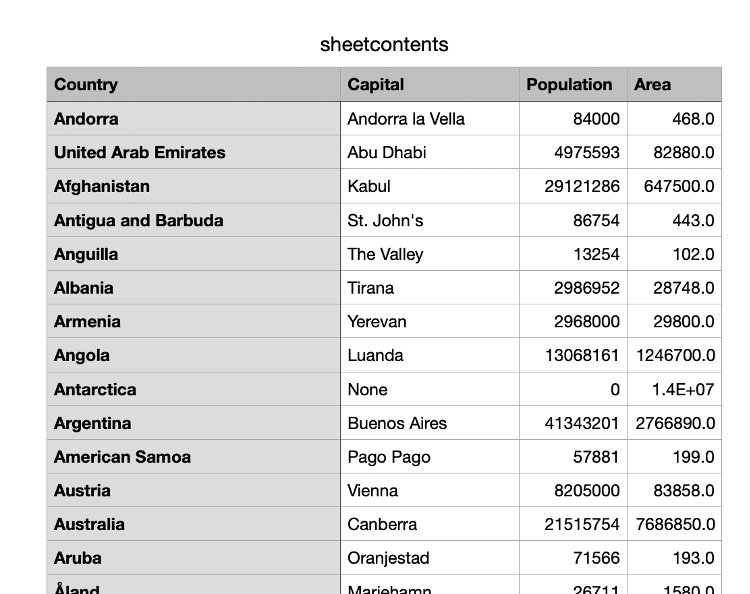 sheetcontents
Country Capital Population Area
Andorra Andorra la Vella 84000 468.0
United Arab Emirates Abu Dhabi 4975593 82880.0
Afghanistan Kabul 29121286 647500.0
Antigua and Barbuda St. John's 86754 443.0
Anguilla The Valley 13254 102.0
Albania Tirana 2986952 28748.0
Armenia Yerevan 2968000 29800.0
Angola Luanda 13068161 1246700.0
Antarctica None 0 1.4E+07
Argentina Buenos Aires 41343201 2766890.0
American Samoa Pago Pago 57881 199.0
Austria Vienna 8205000 83858.0
Australia Canberra 21515754 7686850.0
Aruba Oranjestad 71566 193.0
Åland Mariehamn 26711 1580.0